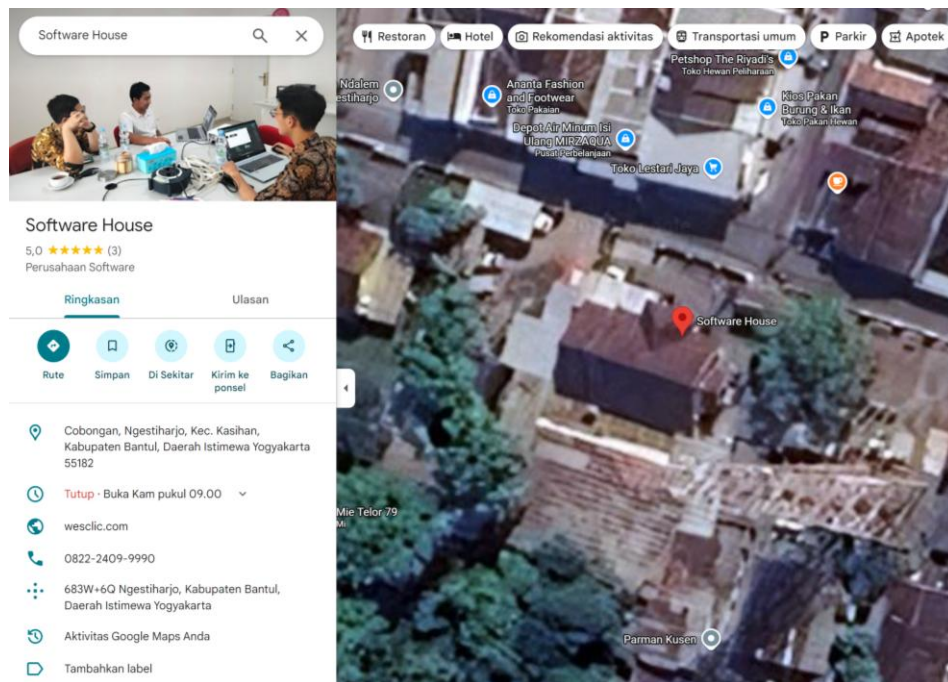 Software House
Software House
5,0 ★★★★★ (3)
Perusahaan Software
Ringkasan
Ulasan
Rute
Simpan
Di Sekitar
Kirim ke
ponsel
Bagikan
Cobongan, Ngestiharjo, Kec. Kasihan,
Kabupaten Bantul, Daerah Istimewa Yogyakarta
55182
Tutup · Buka Kam pukul 09.00
wesclic.com
0822-2409-9990
683W+6Q Ngestiharjo, Kabupaten Bantul,
Daerah Istimewa Yogyakarta
Aktivitas Google Maps Anda
Tambahkan label
Restoran
Hotel
Rekomendasi aktivitas
Transportasi umum
P Parkir
Apotek
Petshop The Riyadi's
Toko Hewan Peliharaan
Ndalem
estiharjo
Ananta Fashion
and Footwear
Toko Pakaian
Kios Pakan
Burung & Ikan
Toko Pakan Hewan
Depot Air Minum Isi
Ulang MIRZAQUA
Pusat Perbelanjaan
Toko Lestari Jaya
Software House
Mie Telor 79
Mi
Parman Kusen